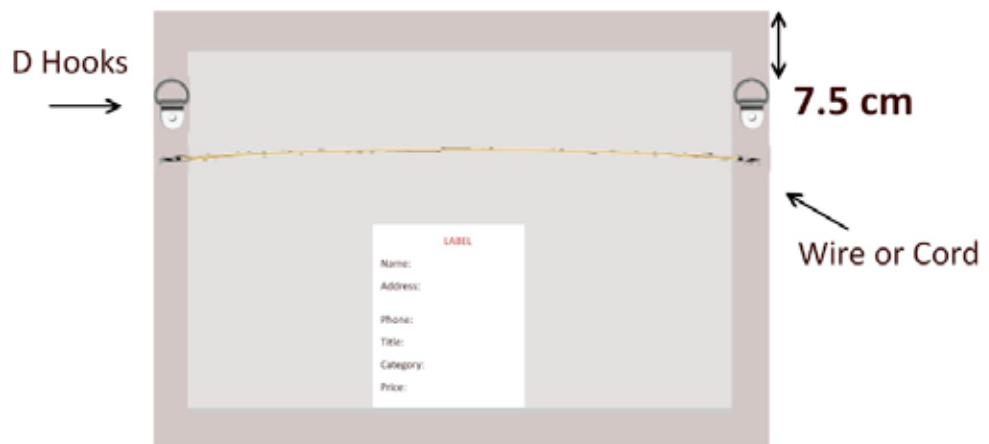 D Hooks
7.5 cm
Wire or Cord
LABEL
Name:
Address:
Phone:
Title:
Category:
Price: